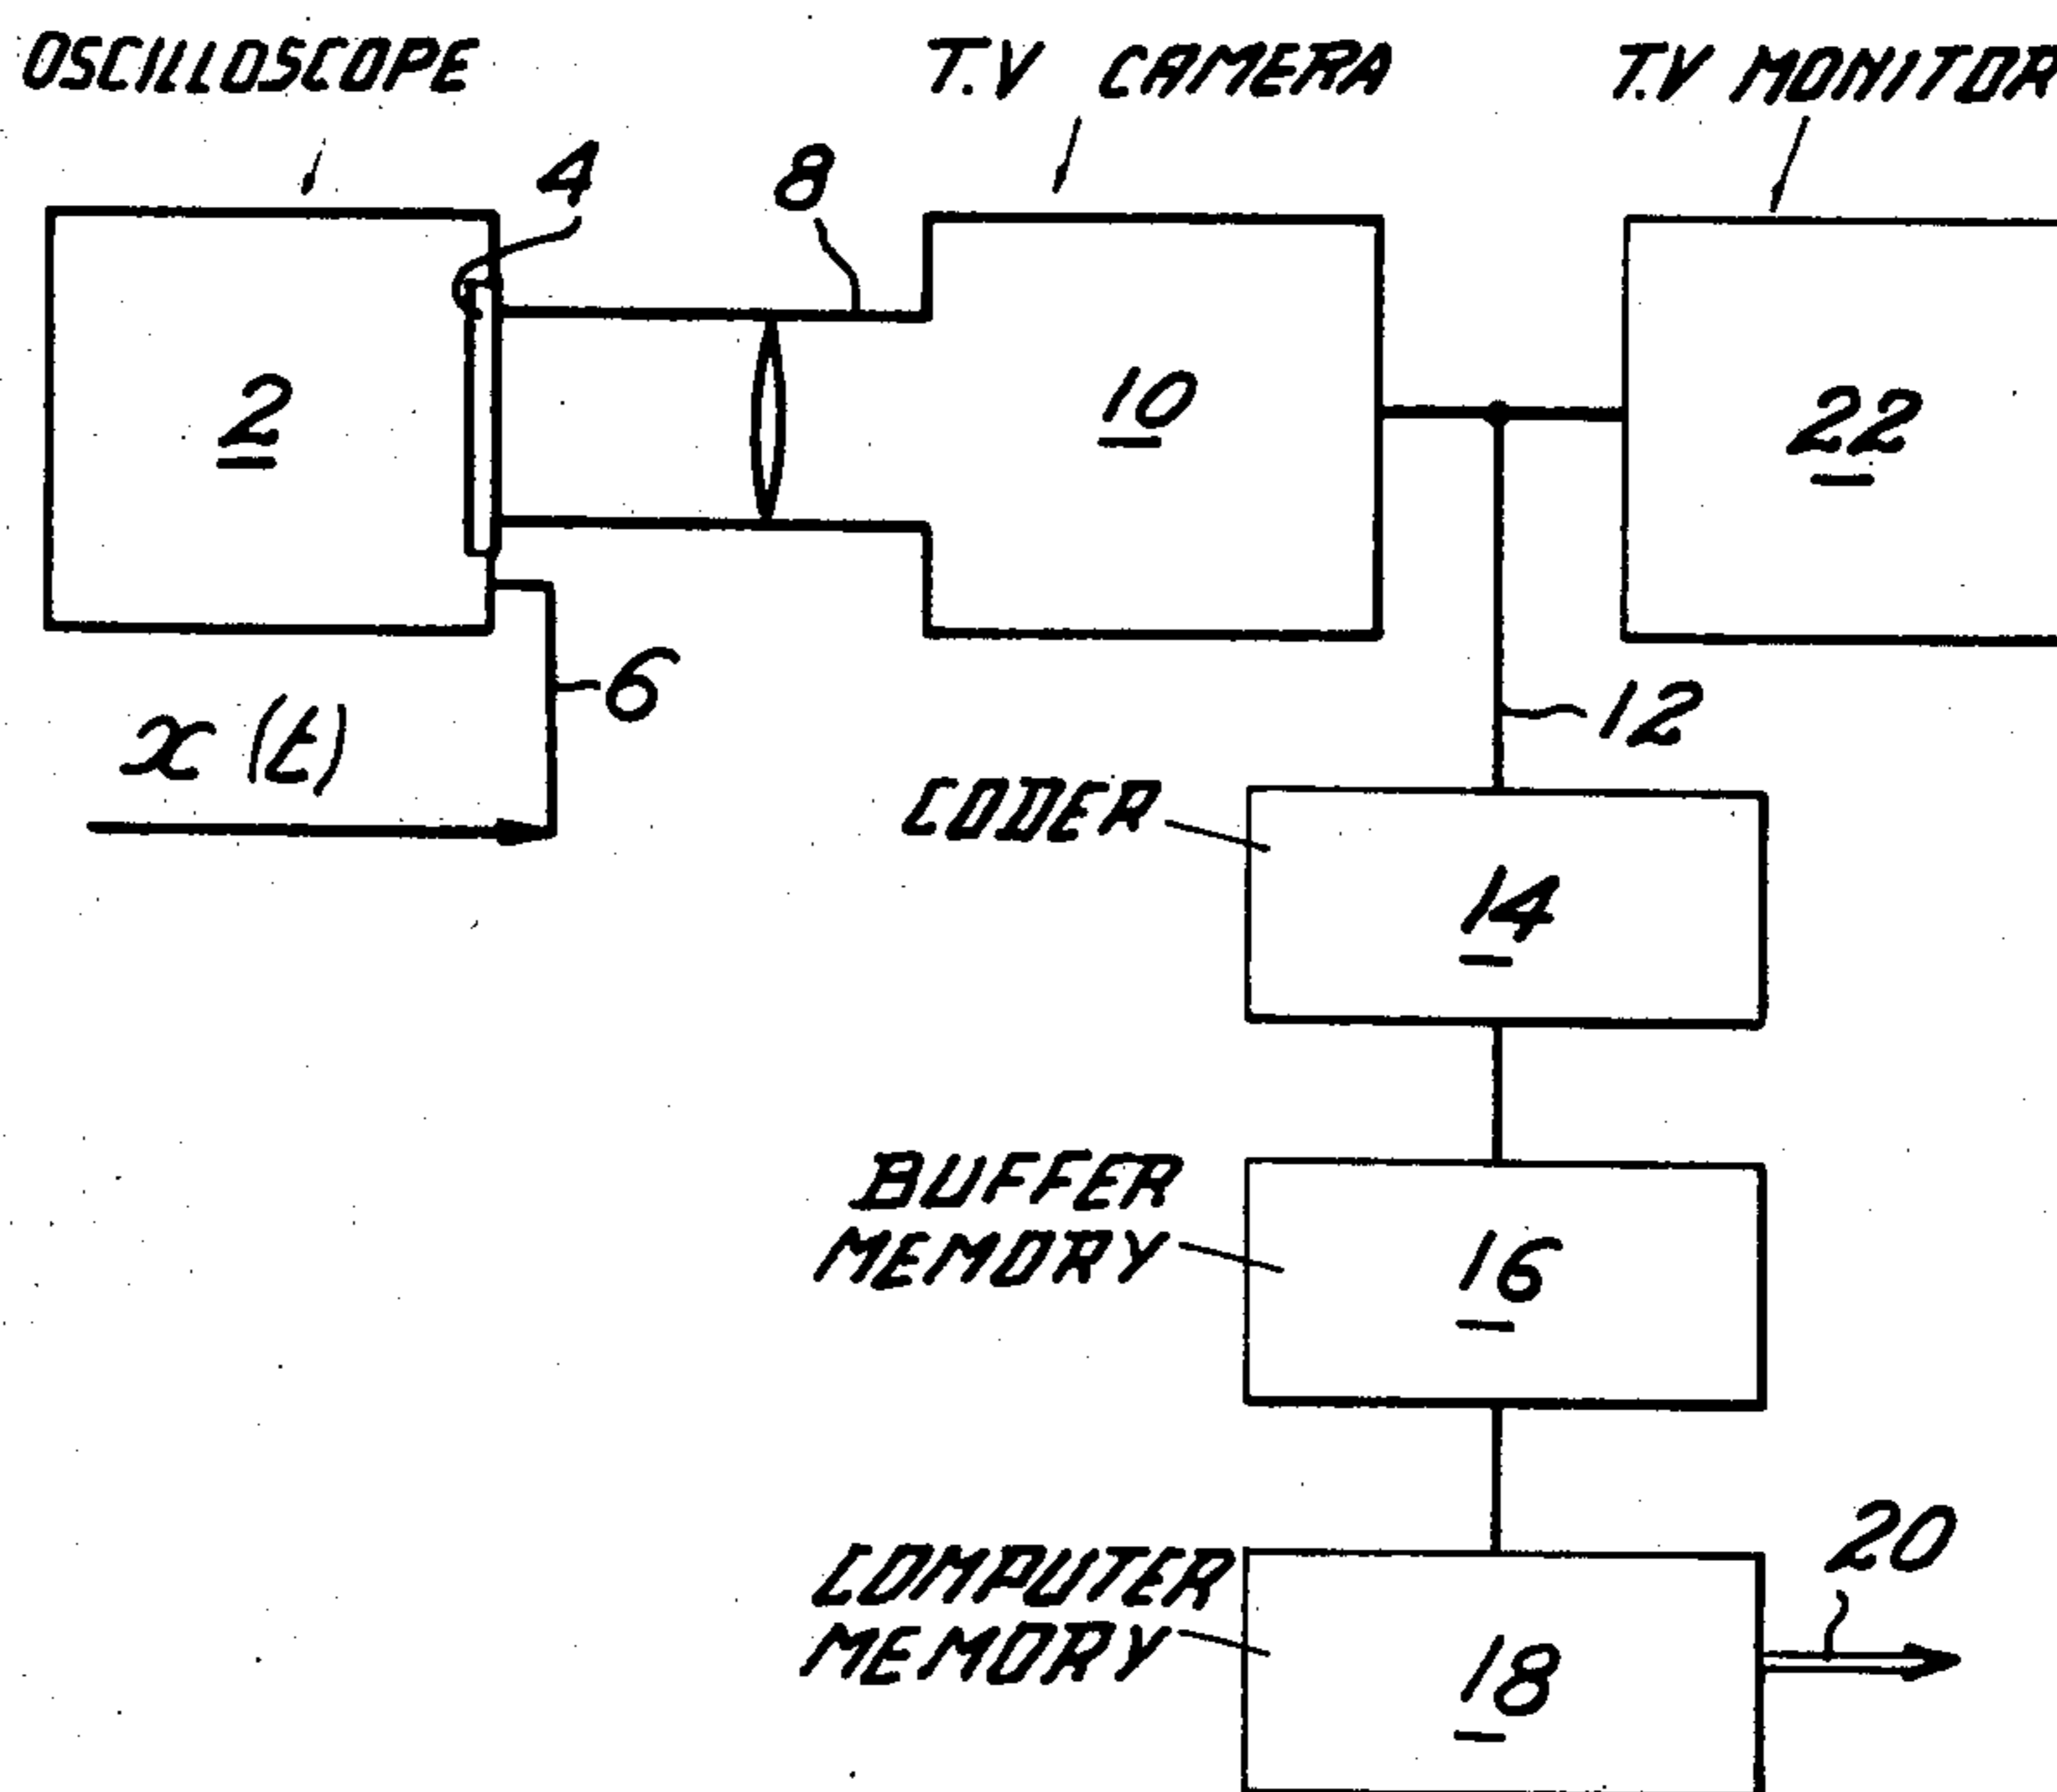 OSCILLOSCOPE
T.V CAMERA
T.V MONITOR
4
8
2
10
22
6
x (t)
12
CODER
14
BUFFER
MEMORY
16
20
COMPUTER
MEMORY
18